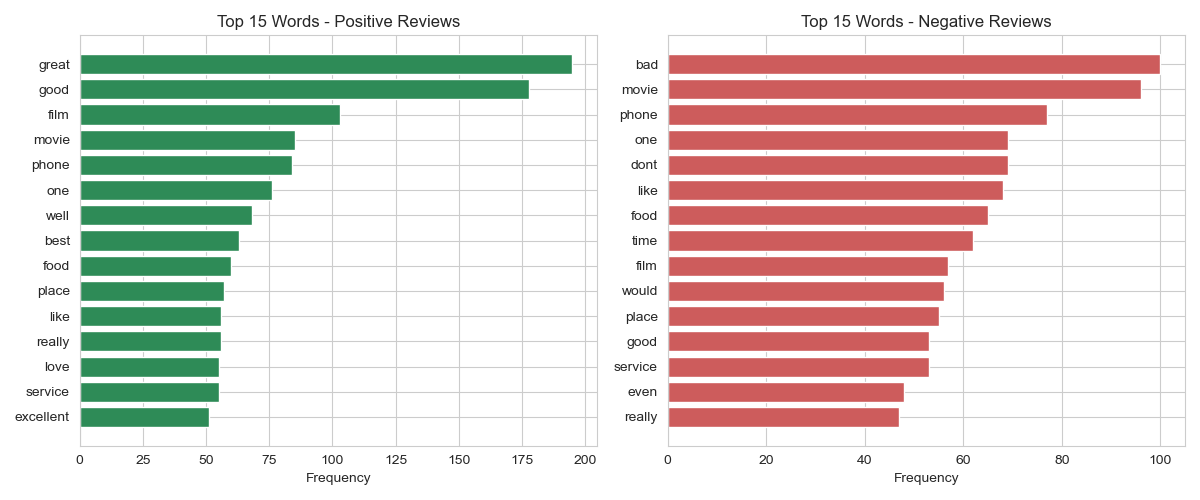 Top 15 Words - Positive Reviews
great
good
film
movie
phone
one
well
best
food
place
like
really
love
service
excellent
0 25 50 75 100 125 150 175 200
Frequency
Top 15 Words - Negative Reviews
bad
movie
phone
one
dont
like
food
time
film
would
place
good
service
even
really
0 20 40 60 80 100
Frequency